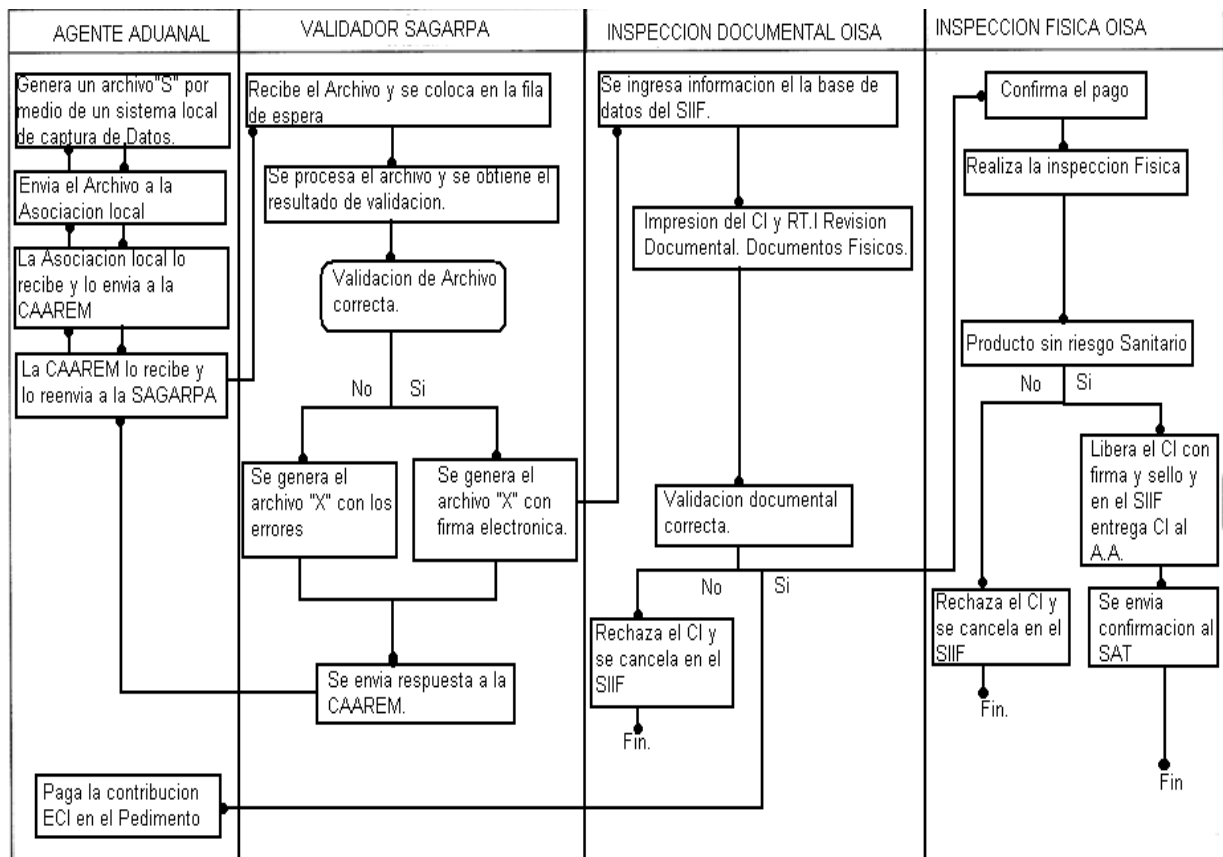 AGENTE ADUANAL
Genera un archivo"S" por
medio de un sistema local
de captura de Datos.
Envia el Archivo a la
Asociacion local
La Asociacion local lo
recibe y lo envia a la
CAAREM
La CAAREM lo recibe y
lo reenvia a la SAGARPA
Paga la contribucion
ECI en el Pedimento
VALIDADOR SAGARPA
Recibe el Archivo y se coloca en la fila
de espera
Se procesa el archivo y se obtiene el
resultado de validacion.
Validacion de Archivo
correcta.
No
Si
Se genera el
archivo "X" con los
errores
Se genera el
archivo "X" con
firma electronica.
Se envia respuesta a la
CAAREM.
INSPECCION DOCUMENTAL OISA
Se ingresa informacion el la base de
datos del SIIF.
Impresion del CI y RT.I Revision
Documental. Documentos Fisicos.
Validacion documental
correcta.
No
Si
Rechaza el CI y
se cancela en el
SIIF
Fin.
INSPECCION FISICA OISA
Confirma el pago
Realiza la inspeccion Fisica
Producto sin riesgo Sanitario
No
Si
Rechaza el CI y
se cancela en el
SIIF
Fin.
Libera el CI con
firma y sello y
en el SIIF
entrega CI al
A.A.
Se envia
confirmacion al
SAT
Fin